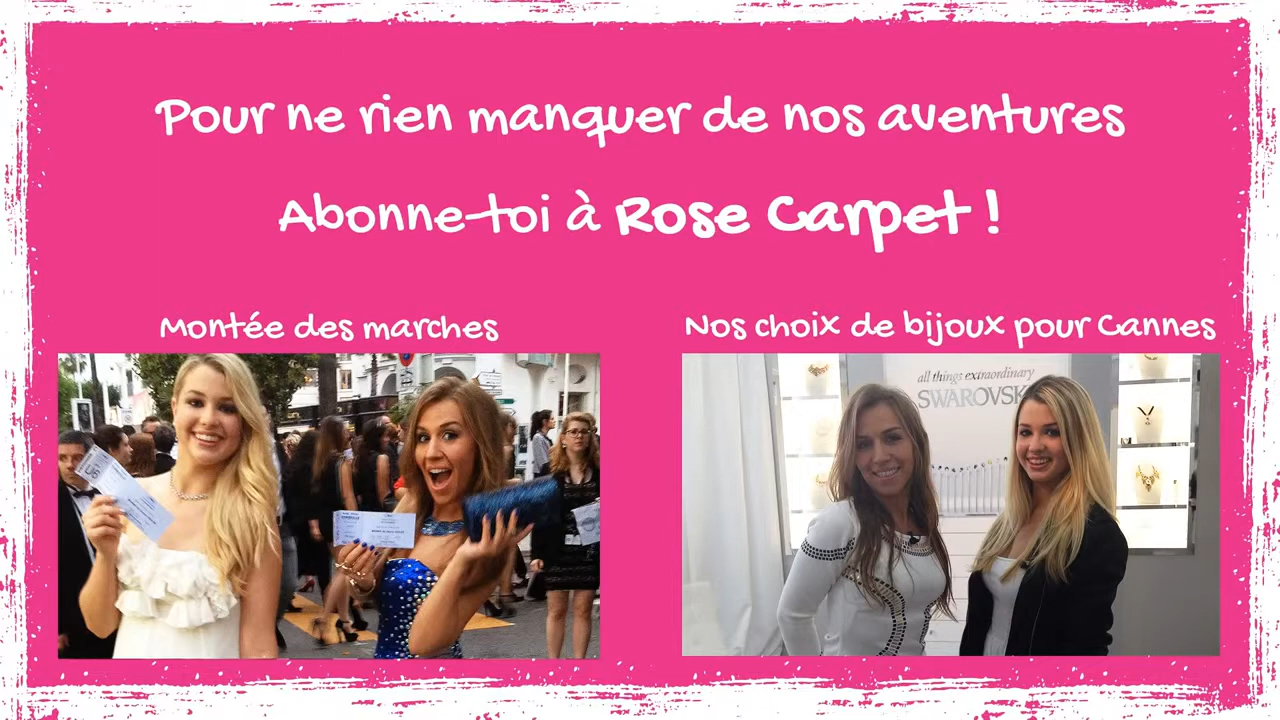 Pour ne rien manquer de nos aventures
Abonne-toi à Rose Carpet !
Montée des marches
Nos choix de bijoux pour Cannes
all things extraordinary
SWAROVSK